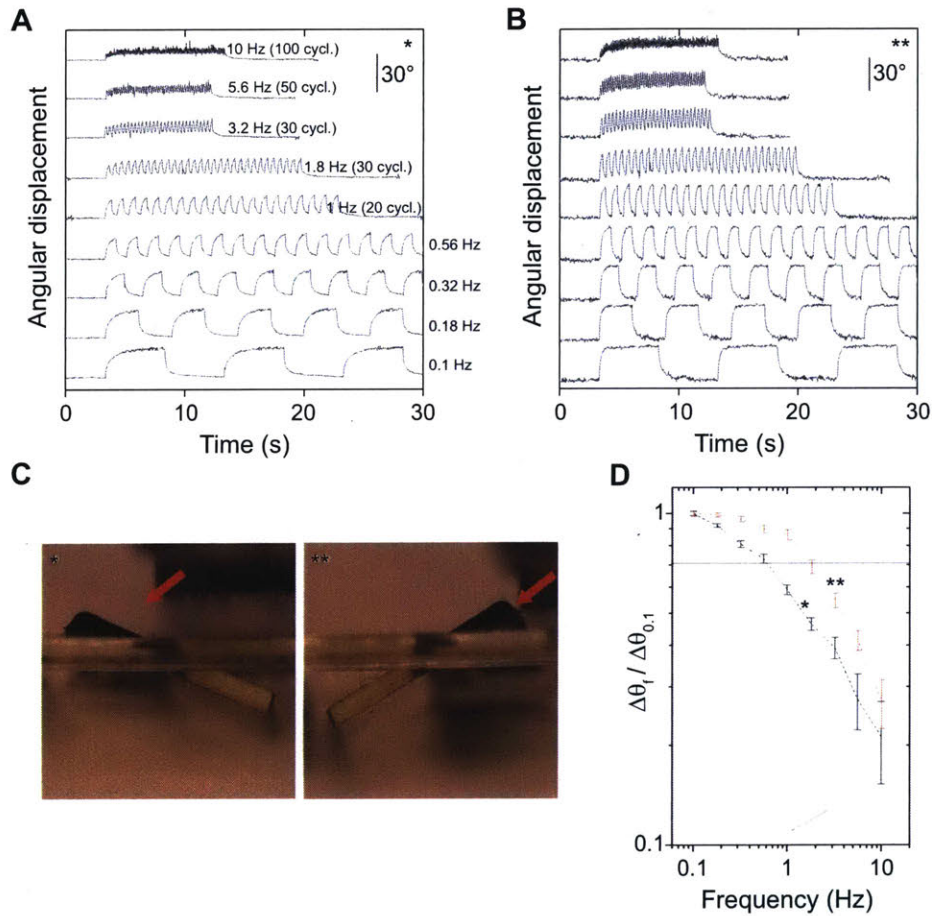 A
B
10 Hz (100 cycl.)
*
5.6 Hz (50 cycl.)
30°
3.2 Hz (30 cycl.)
1.8 Hz (30 cycl.)
1 Hz (20 cycl.)
0.56 Hz
0.32 Hz
0.18 Hz
0.1 Hz
Angular displacement
0
10
20
30
Time (s)
**
30°
Angular displacement
0
10
20
30
Time (s)
C
*
**
D
1
0.1
Δθf / Δθ0.1
*
**
0.1
1
10
Frequency (Hz)